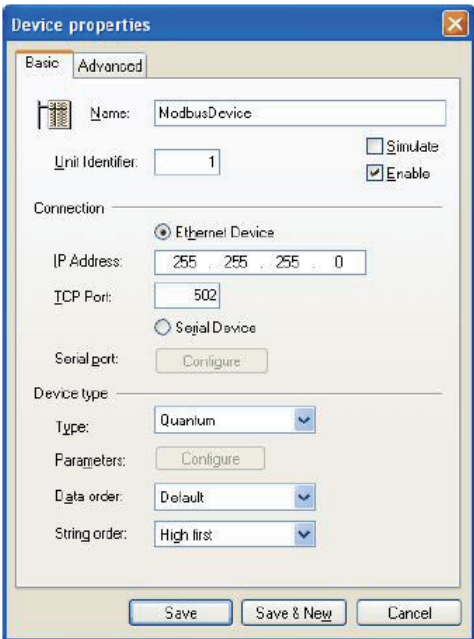 Device properties
Basic
Advanced
Name:
ModbusDevice
Unit Identifier:
1
Simulate
Enable
Connection
Ethernet Device
IP Address:
255 . 255 . 255 . 0
TCP Port:
502
Serial Device
Serial port:
Configure
Device type
Type:
Quantum
Parameters:
Configure
Data order:
Default
String order:
High first
Save
Save & New
Cancel